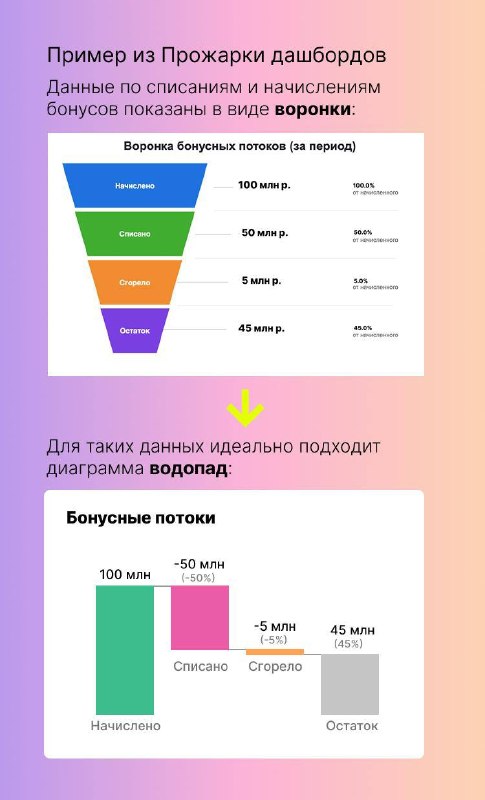 Пример из Прожарки дашбордов
Данные по списаниям и начислениям
бонусов показаны в виде воронки:
Воронка бонусных потоков (за период)
Начислено
100 млн р.
100,0%
от начисленного
Списано
50 млн р.
50.0%
от начисленного
Сгорело
5 млн р.
5.0%
от начисленного
Остаток
45 млн р.
45.0%
от начисленного
Для таких данных идеально подходит
диаграмма водопад:
Бонусные потоки
100 млн
-50 млн
(-50%)
-5 млн
(-5%)
45 млн
(45%)
Списано
Сгорело
Начислено
Остаток